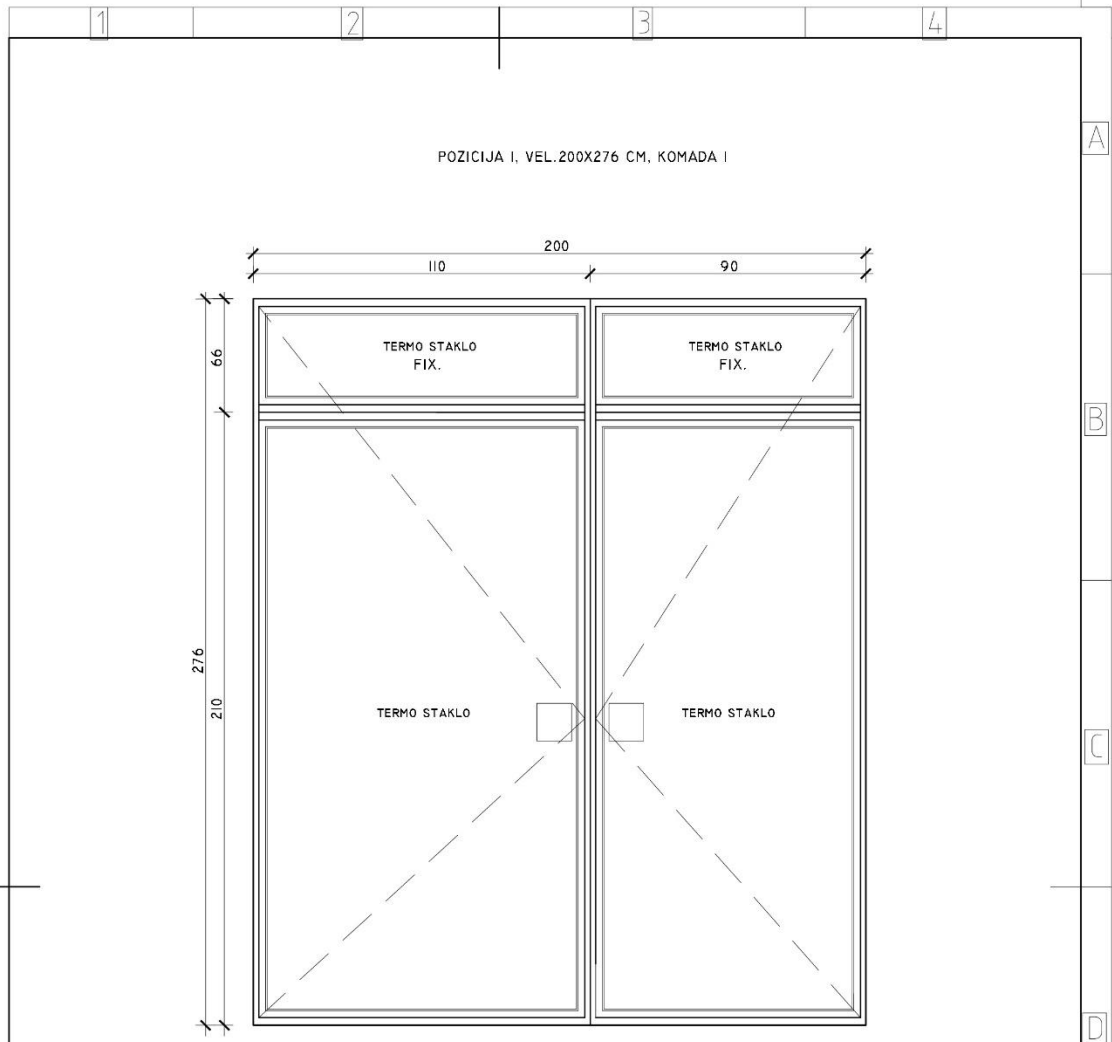 1 2 3 4
A
POZICIJA 1, VEL.200X276 CM, KOMADA 1
200
110 90
TERMO STAKLO
FIX.
TERMO STAKLO
FIX.
66
B
276
210
TERMO STAKLO
TERMO STAKLO
C
D